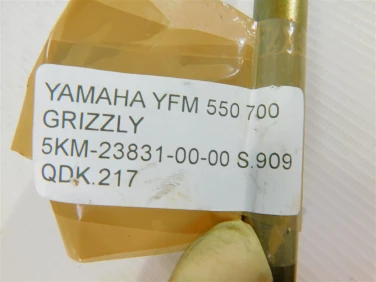 YAMAHA YFM 550 700
GRIZZLY
5KM-23831-00-00 S.909
QDK.217